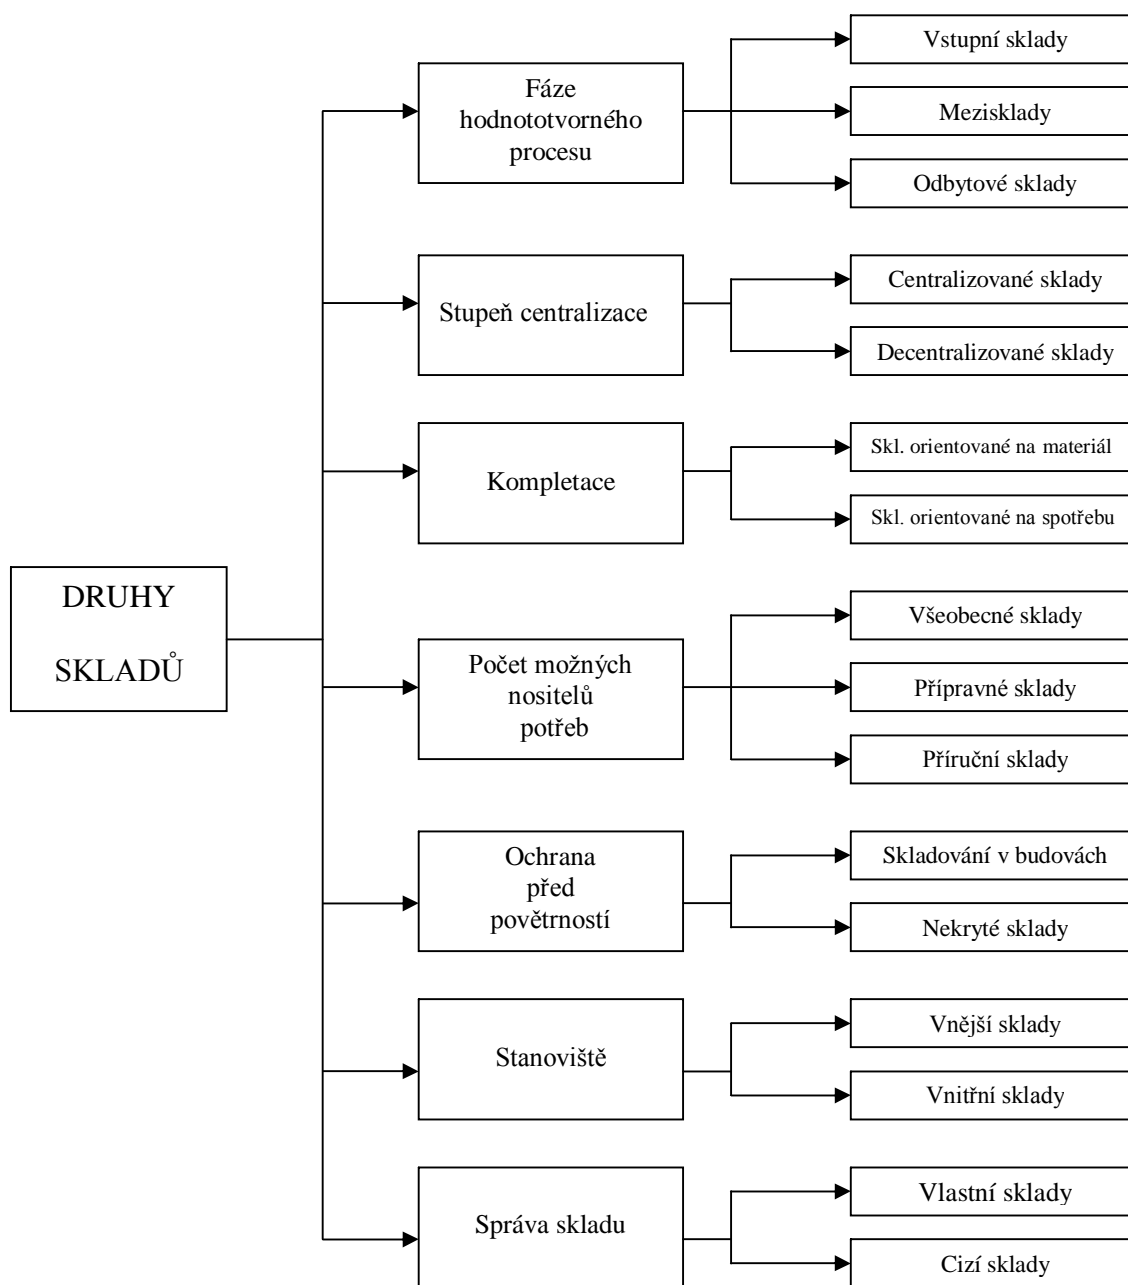 DRUHY
SKLADŮ
Fáze
hodnototvorného
procesu
Vstupní sklady
Mezisklady
Odbytové sklady
Stupeň centralizace
Centralizované sklady
Decentralizované sklady
Kompletace
Skl. orientované na materiál
Skl. orientované na spotřebu
Počet možných
nositelů
potřeb
Všeobecné sklady
Přípravné sklady
Příruční sklady
Ochrana
před
povětrností
Skladování v budovách
Nekryté sklady
Stanoviště
Vnější sklady
Vnitřní sklady
Správa skladu
Vlastní sklady
Cizí sklady